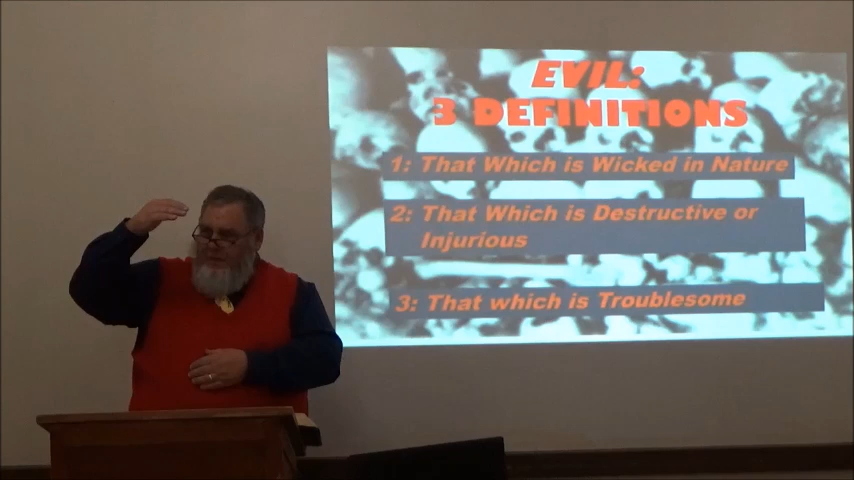 EVIL:
3 DEFINITIONS
1: That Which is Wicked in Nature
2: That Which is Destructive or
Injurious
3: That which is Troublesome